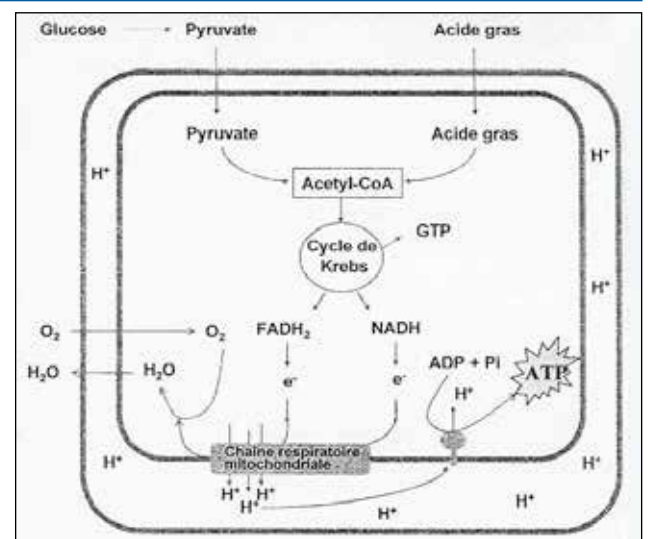 Glucose Pyruvate Acide gras
Pyruvate Acide gras
H⁺ H⁺
Acetyl-CoA
GTP
Cycle de
Krebs
H⁺
O₂ O₂ FADH₂ NADH
H₂O H₂O e⁻ e⁻ ADP + Pi ATP
H⁺
Chaîne respiratoire
mitochondriale
H⁺ H⁺
H⁺ H⁺ H⁺
H⁺ H⁺